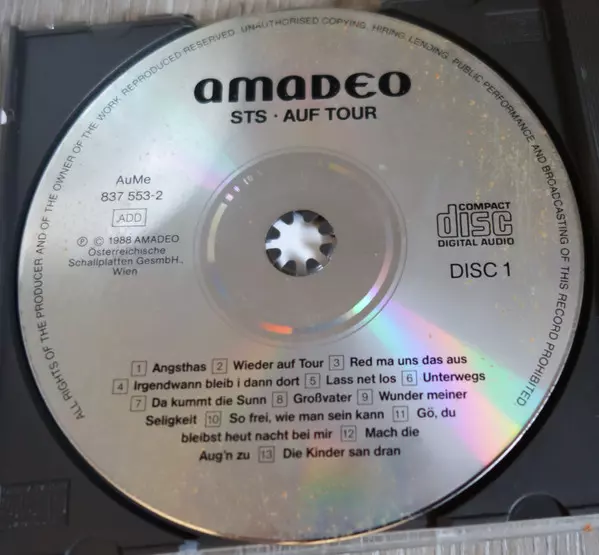 ALL RIGHTS OF THE PRODUCER AND OF THE OWNER OF THE WORK REPRODUCED RESERVED. UNAUTHORISED COPYING, HIRING, LENDING, PUBLIC PERFORMANCE AND BROADCASTING OF THIS RECORD PROHIBITED.
amaDEO
STS · AUF TOUR
AuMe
837 553-2
ADD
℗ © 1988 AMADEO
Österreichische
Schallplatten GesmbH.,
Wien
COMPACT
disc
DIGITAL AUDIO
DISC 1
1 Angsthas 2 Wieder auf Tour 3 Red ma uns das aus
4 Irgendwann bleib i dann dort 5 Lass net los 6 Unterwegs
7 Da kummt die Sunn 8 Großvater 9 Wunder meiner
Seligkeit 10 So frei, wie man sein kann 11 Gö, du
bleibst heut nacht bei mir 12 Mach die
Aug'n zu 13 Die Kinder san dran